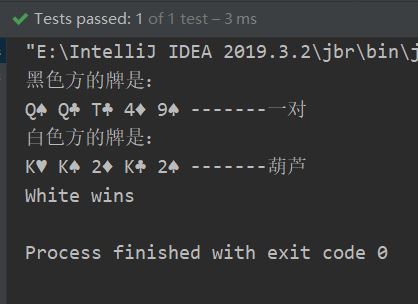 Tests passed: 1 of 1 test – 3 ms
"E:\IntelliJ IDEA 2019.3.2\jbr\bin\j
黑色方的牌是:
Q♠ Q♣ T♣ 4♦ 9♠ -------一对
白色方的牌是:
K♥ K♠ 2♦ K♣ 2♠ -------葫芦
White wins
Process finished with exit code 0